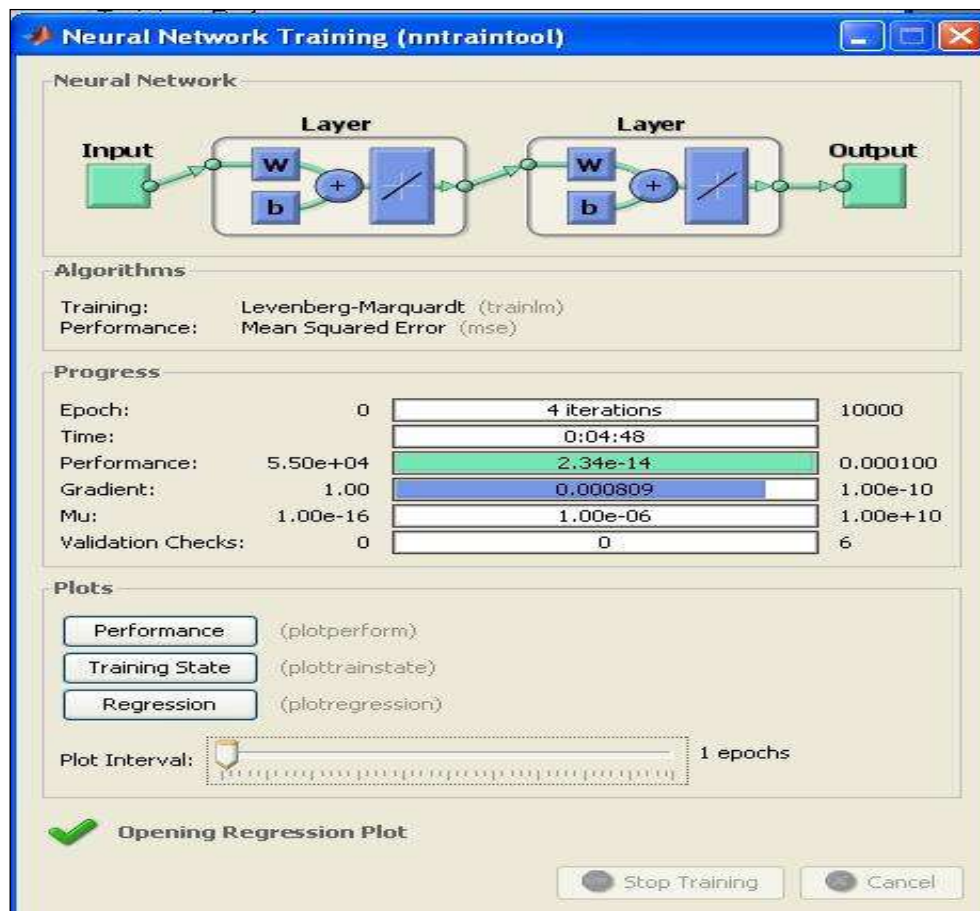 Neural Network Training (nntraintool)
Neural Network
Layer Layer
Input Output
W W
b b
+ +
Algorithms
Training: Levenberg-Marquardt (trainlm)
Performance: Mean Squared Error (mse)
Progress
Epoch: 0 4 iterations 10000
Time: 0:04:48
Performance: 5.50e+04 2.34e-14 0.000100
Gradient: 1.00 0.000809 1.00e-10
Mu: 1.00e-16 1.00e-06 1.00e+10
Validation Checks: 0 0 6
Plots
Performance (plotperform)
Training State (plottrainstate)
Regression (plotregression)
Plot Interval: 1 epochs
Opening Regression Plot
Stop Training Cancel